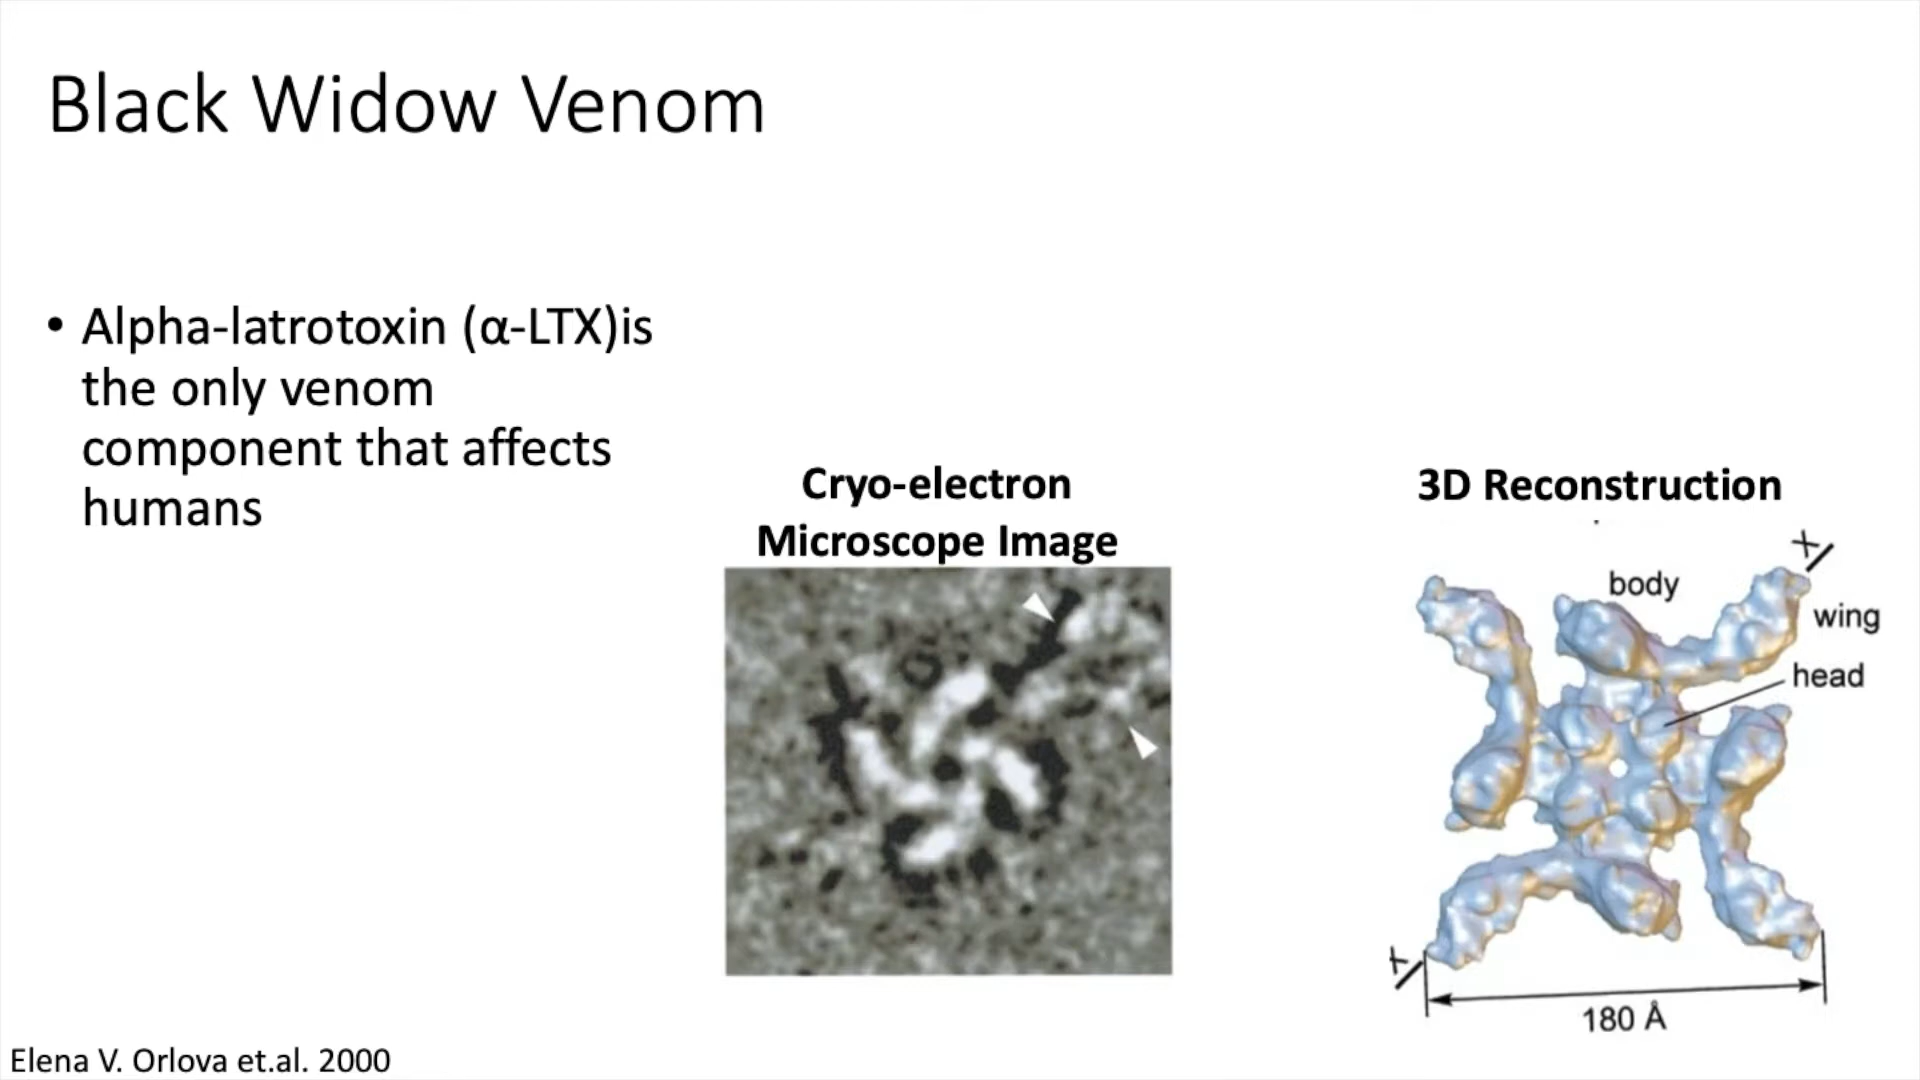 Black Widow Venom
• Alpha-latrotoxin (α-LTX)is
the only venom
component that affects
humans
Cryo-electron
Microscope Image
3D Reconstruction
X
body
wing
head
X
180 Å
Elena V. Orlova et.al. 2000